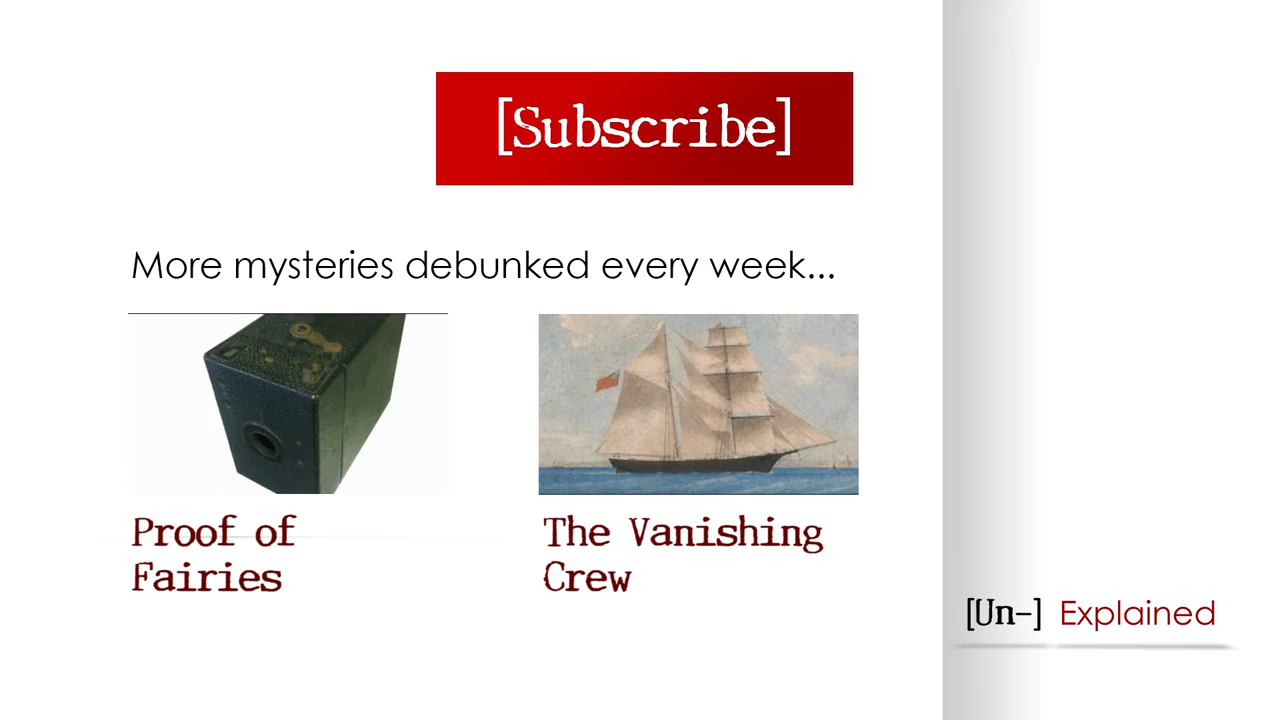 [Subscribe]
More mysteries debunked every week...
Proof of
Fairies
The Vanishing
Crew
[Un-] Explained